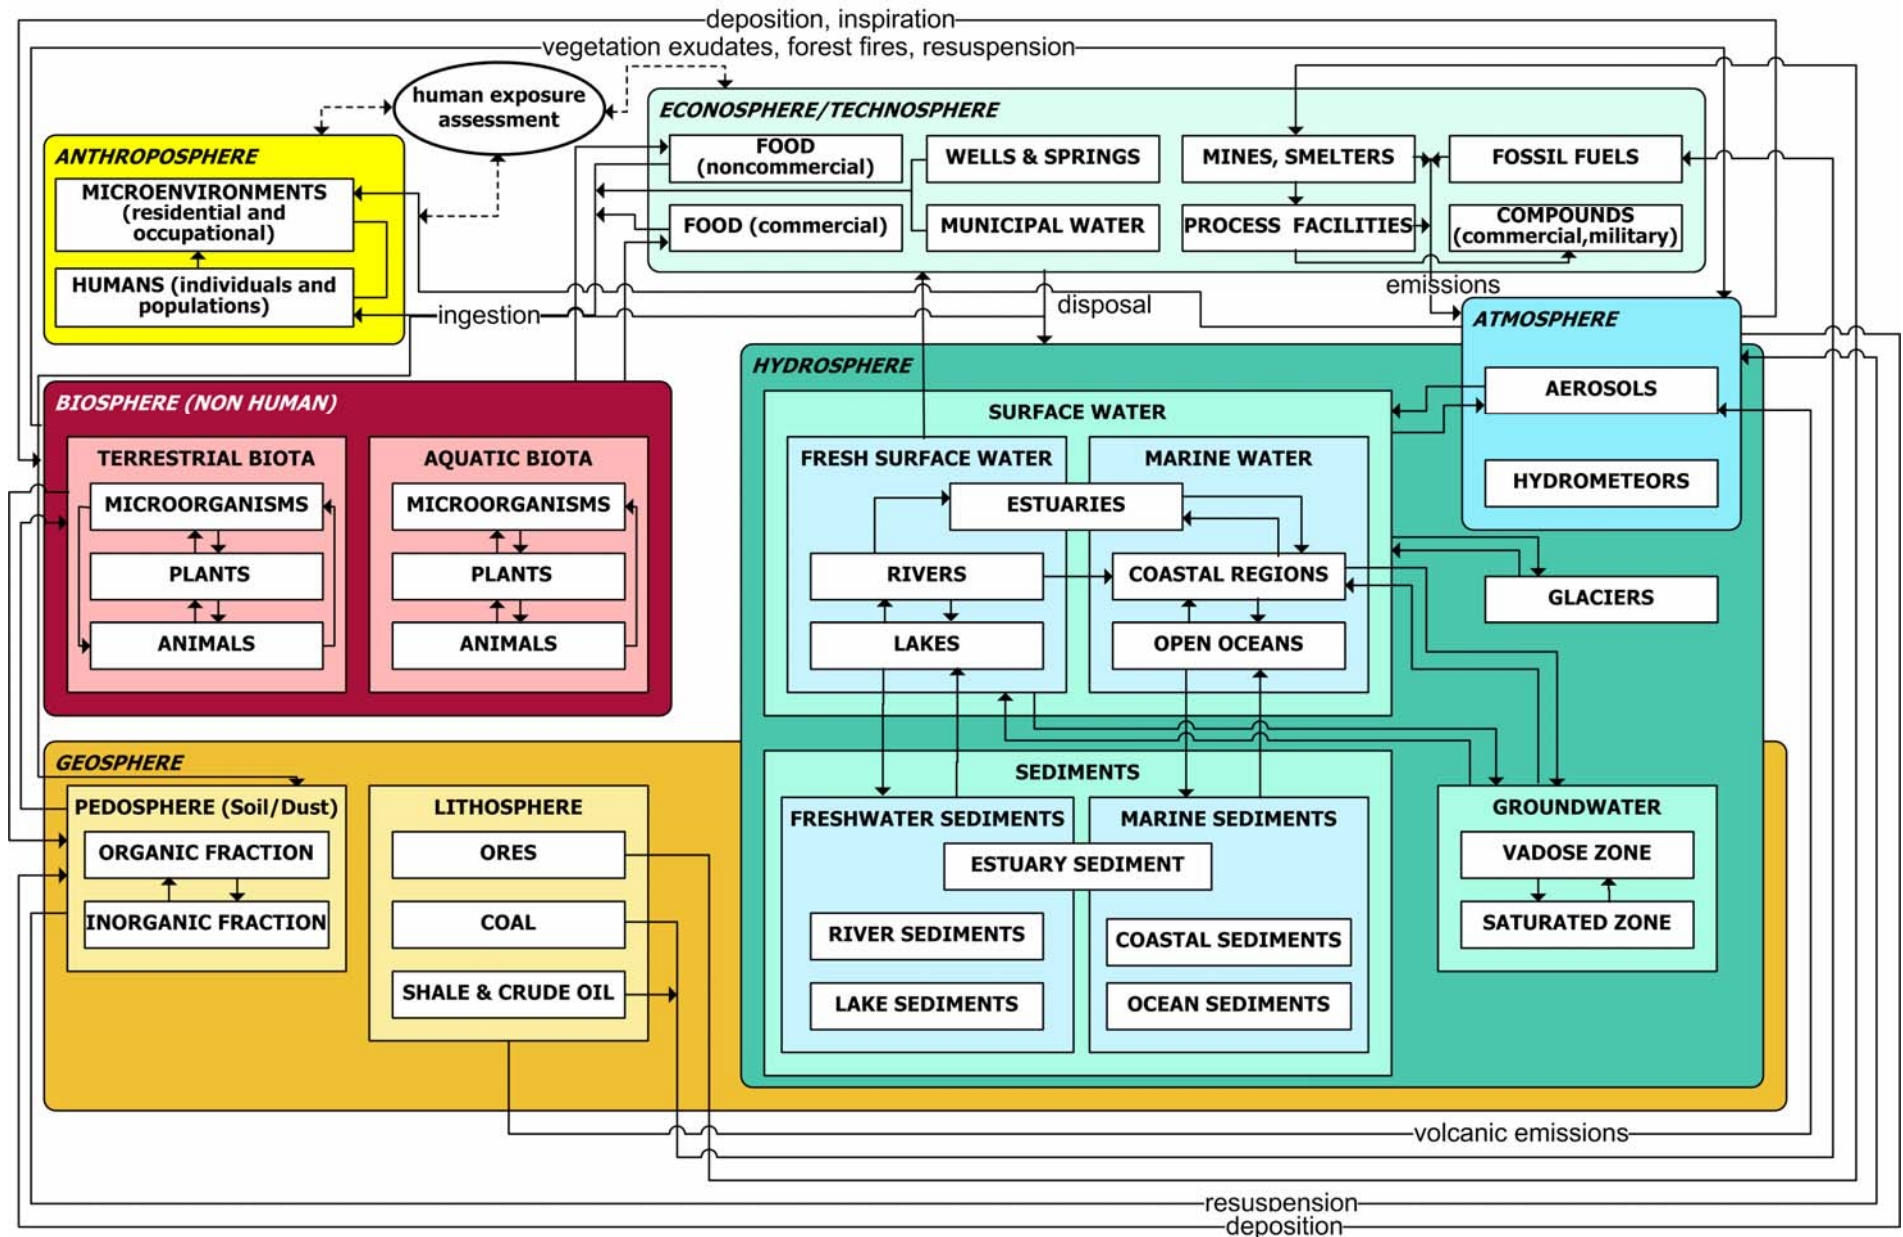 deposition, inspiration
vegetation exudates, forest fires, resuspension
human exposure
assessment
ECONOSPHERE/TECHNOSPHERE
FOOD
(noncommercial)
WELLS & SPRINGS
MINES, SMELTERS
FOSSIL FUELS
FOOD (commercial)
MUNICIPAL WATER
PROCESS FACILITIES
COMPOUNDS
(commercial,military)
ANTHROPOSPHERE
MICROENVIRONMENTS
(residential and
occupational)
HUMANS (individuals and
populations)
ingestion
disposal
emissions
ATMOSPHERE
AEROSOLS
HYDROMETEORS
BIOSPHERE (NON HUMAN)
TERRESTRIAL BIOTA
MICROORGANISMS
PLANTS
ANIMALS
AQUATIC BIOTA
MICROORGANISMS
PLANTS
ANIMALS
HYDROSPHERE
SURFACE WATER
FRESH SURFACE WATER
MARINE WATER
ESTUARIES
RIVERS
COASTAL REGIONS
LAKES
OPEN OCEANS
GLACIERS
GEOSPHERE
PEDOSPHERE (Soil/Dust)
ORGANIC FRACTION
INORGANIC FRACTION
LITHOSPHERE
ORES
COAL
SHALE & CRUDE OIL
SEDIMENTS
FRESHWATER SEDIMENTS
MARINE SEDIMENTS
ESTUARY SEDIMENT
RIVER SEDIMENTS
COASTAL SEDIMENTS
LAKE SEDIMENTS
OCEAN SEDIMENTS
GROUNDWATER
VADOSE ZONE
SATURATED ZONE
volcanic emissions
resuspension
deposition